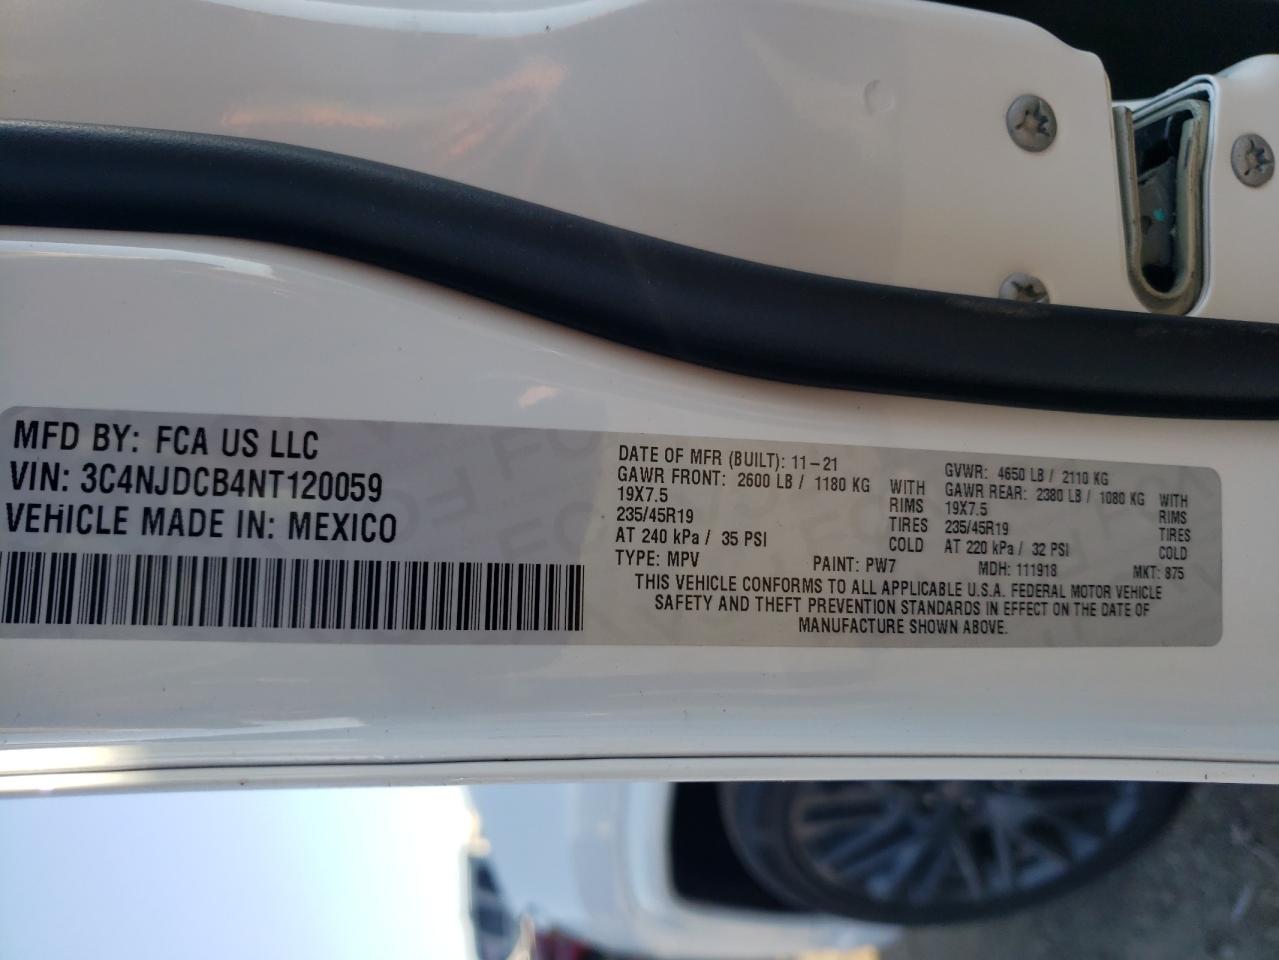 MFD BY: FCA US LLC
VIN: 3C4NJDCB4NT120059
VEHICLE MADE IN: MEXICO
DATE OF MFR (BUILT): 11-21
GAWR FRONT: 2600 LB / 1180 KG WITH
19X7.5 RIMS
235/45R19 TIRES
AT 240 kPa / 35 PSI COLD
GVWR: 4650 LB / 2110 KG
GAWR REAR: 2380 LB / 1080 KG WITH
19X7.5 RIMS
235/45R19 TIRES
AT 220 kPa / 32 PSI COLD
TYPE: MPV PAINT: PW7 MDH: 111918 MKT: 875
THIS VEHICLE CONFORMS TO ALL APPLICABLE U.S.A. FEDERAL MOTOR VEHICLE
SAFETY AND THEFT PREVENTION STANDARDS IN EFFECT ON THE DATE OF
MANUFACTURE SHOWN ABOVE.